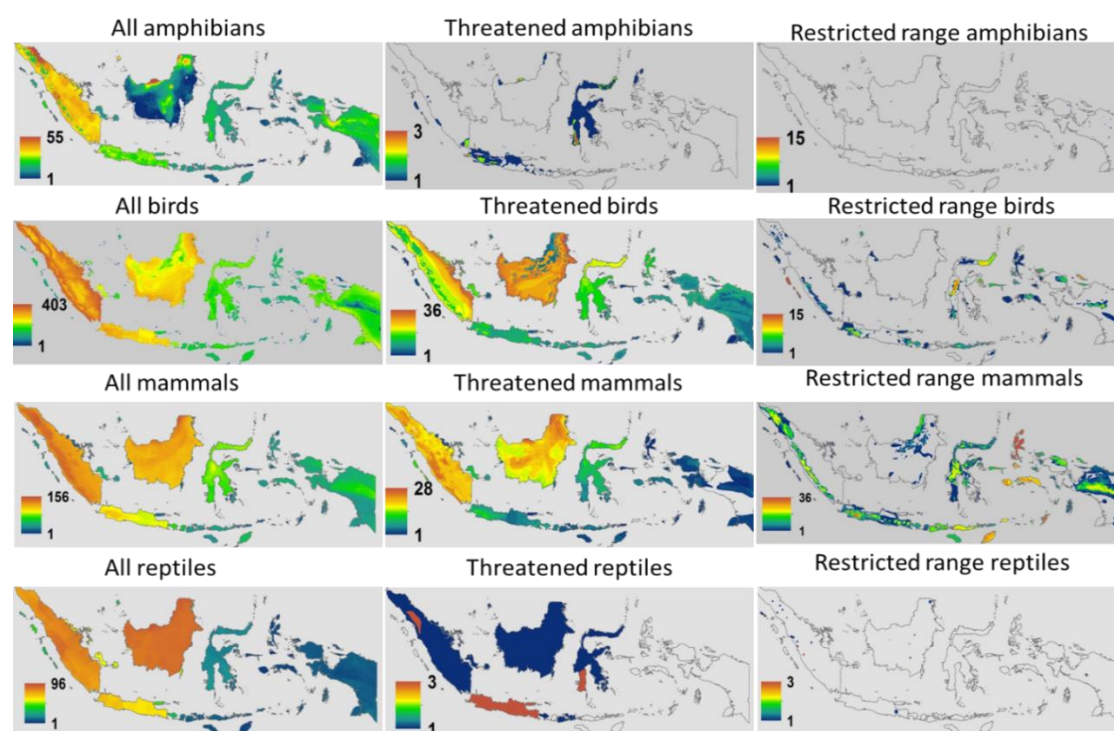 All amphibians
Threatened amphibians
Restricted range amphibians
55
1
3
1
15
1
All birds
Threatened birds
Restricted range birds
403
1
36
1
15
1
All mammals
Threatened mammals
Restricted range mammals
156
1
28
1
36
1
All reptiles
Threatened reptiles
Restricted range reptiles
96
1
3
1
3
1